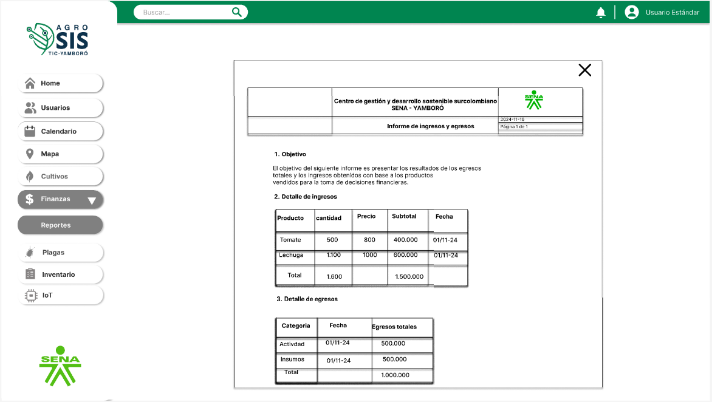 Buscar...
Usuario Estándar
AGRO
SIS
TIC-YAMBORÓ
Home
Usuarios
Calendario
Mapa
Cultivos
$ Finanzas
Reportes
Plagas
Inventario
IoT
SENA
Centro de gestión y desarrollo sostenible surcolombiano
SENA - YAMBORÓ
SENA
Informe de ingresos y egresos
2024-11-18
Página 1 de 1
1. Objetivo
El objetivo del siguiente informe es presentar los resultados de los egresos
totales y los ingresos obtenidos con base a los productos
vendidos para la toma de decisiones financieras.
2. Detalle de ingresos
Producto cantidad Precio Subtotal Fecha
Tomate 500 800 400.000 01/11-24
Lechuga 1.100 1000 600.000 01/11-24
Total 1.600 1.500.000
3. Detalle de egresos
Categoria Fecha Egresos totales
Activdad 01/11-24 500.000
Insumos 01/11-24 500.000
Total 1.000.000